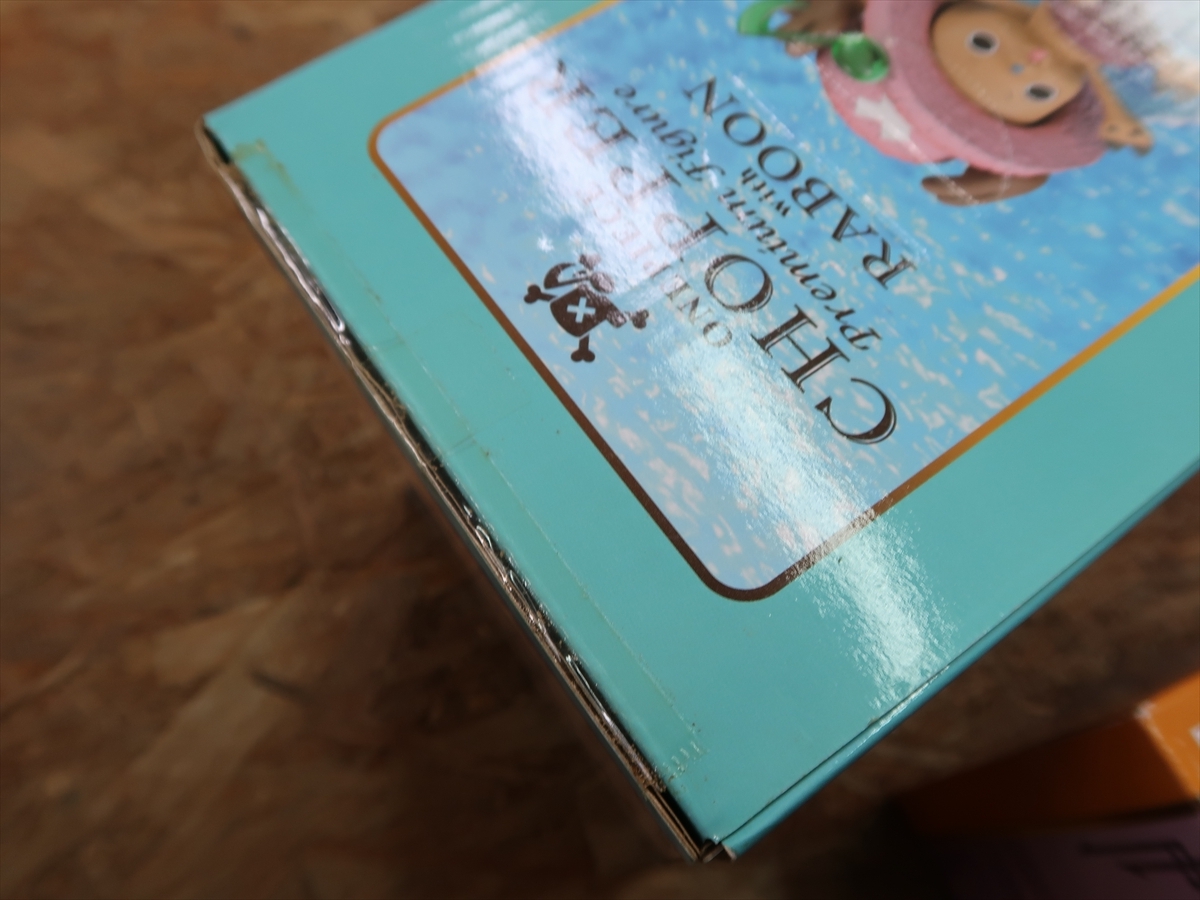 ONE PIECE
CHOPPER
Premium Figure
with
RABOON